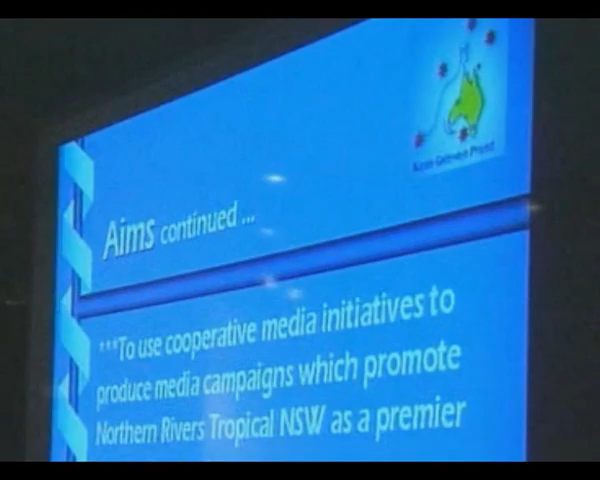 Aims continued ...
***To use cooperative media initiatives to
produce media campaigns which promote
Northern Rivers Tropical NSW as a premier